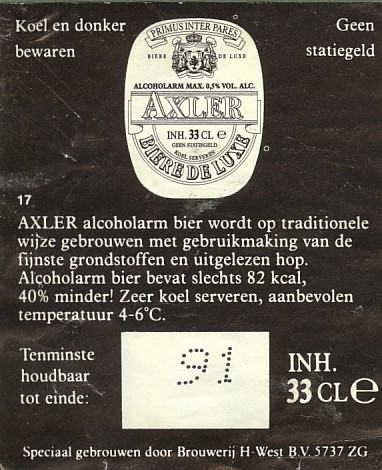 Koel en donker
bewaren
Geen
statiegeld
PRIMUS INTER PARES
BIÈRE DE LUXE
ALCOHOLARM MAX. 0,5% VOL. ALC.
AXLER
INH. 33 CL e
GEEN STATIEGELD
KOEL SERVEREN
BIÈRE DE LUXE
17
AXLER alcoholarm bier wordt op traditionele
wijze gebrouwen met gebruikmaking van de
fijnste grondstoffen en uitgelezen hop.
Alcoholarm bier bevat slechts 82 kcal,
40% minder! Zeer koel serveren, aanbevolen
temperatuur 4-6°C.
Tenminste
houdbaar
tot einde:
91
INH.
33 CL e
Speciaal gebrouwen door Brouwerij H-West B.V. 5737 ZG